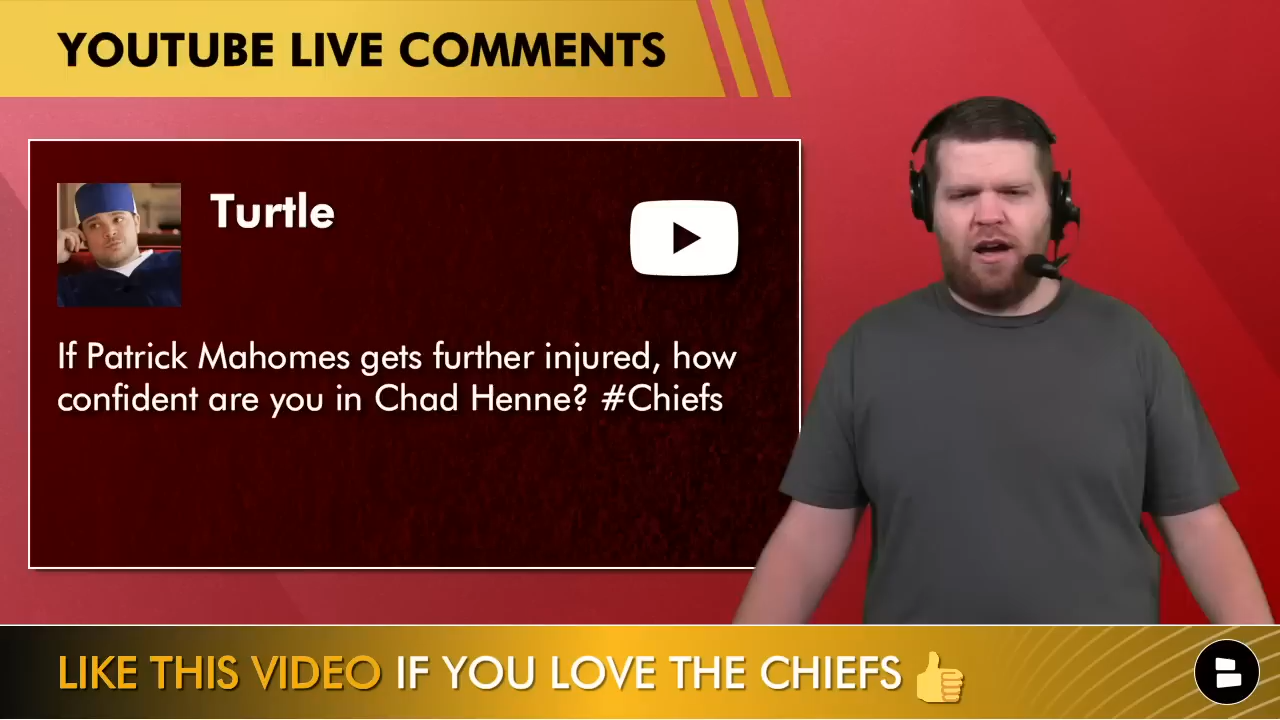 YOUTUBE LIVE COMMENTS
Turtle
If Patrick Mahomes gets further injured, how
confident are you in Chad Henne? #Chiefs
LIKE THIS VIDEO IF YOU LOVE THE CHIEFS